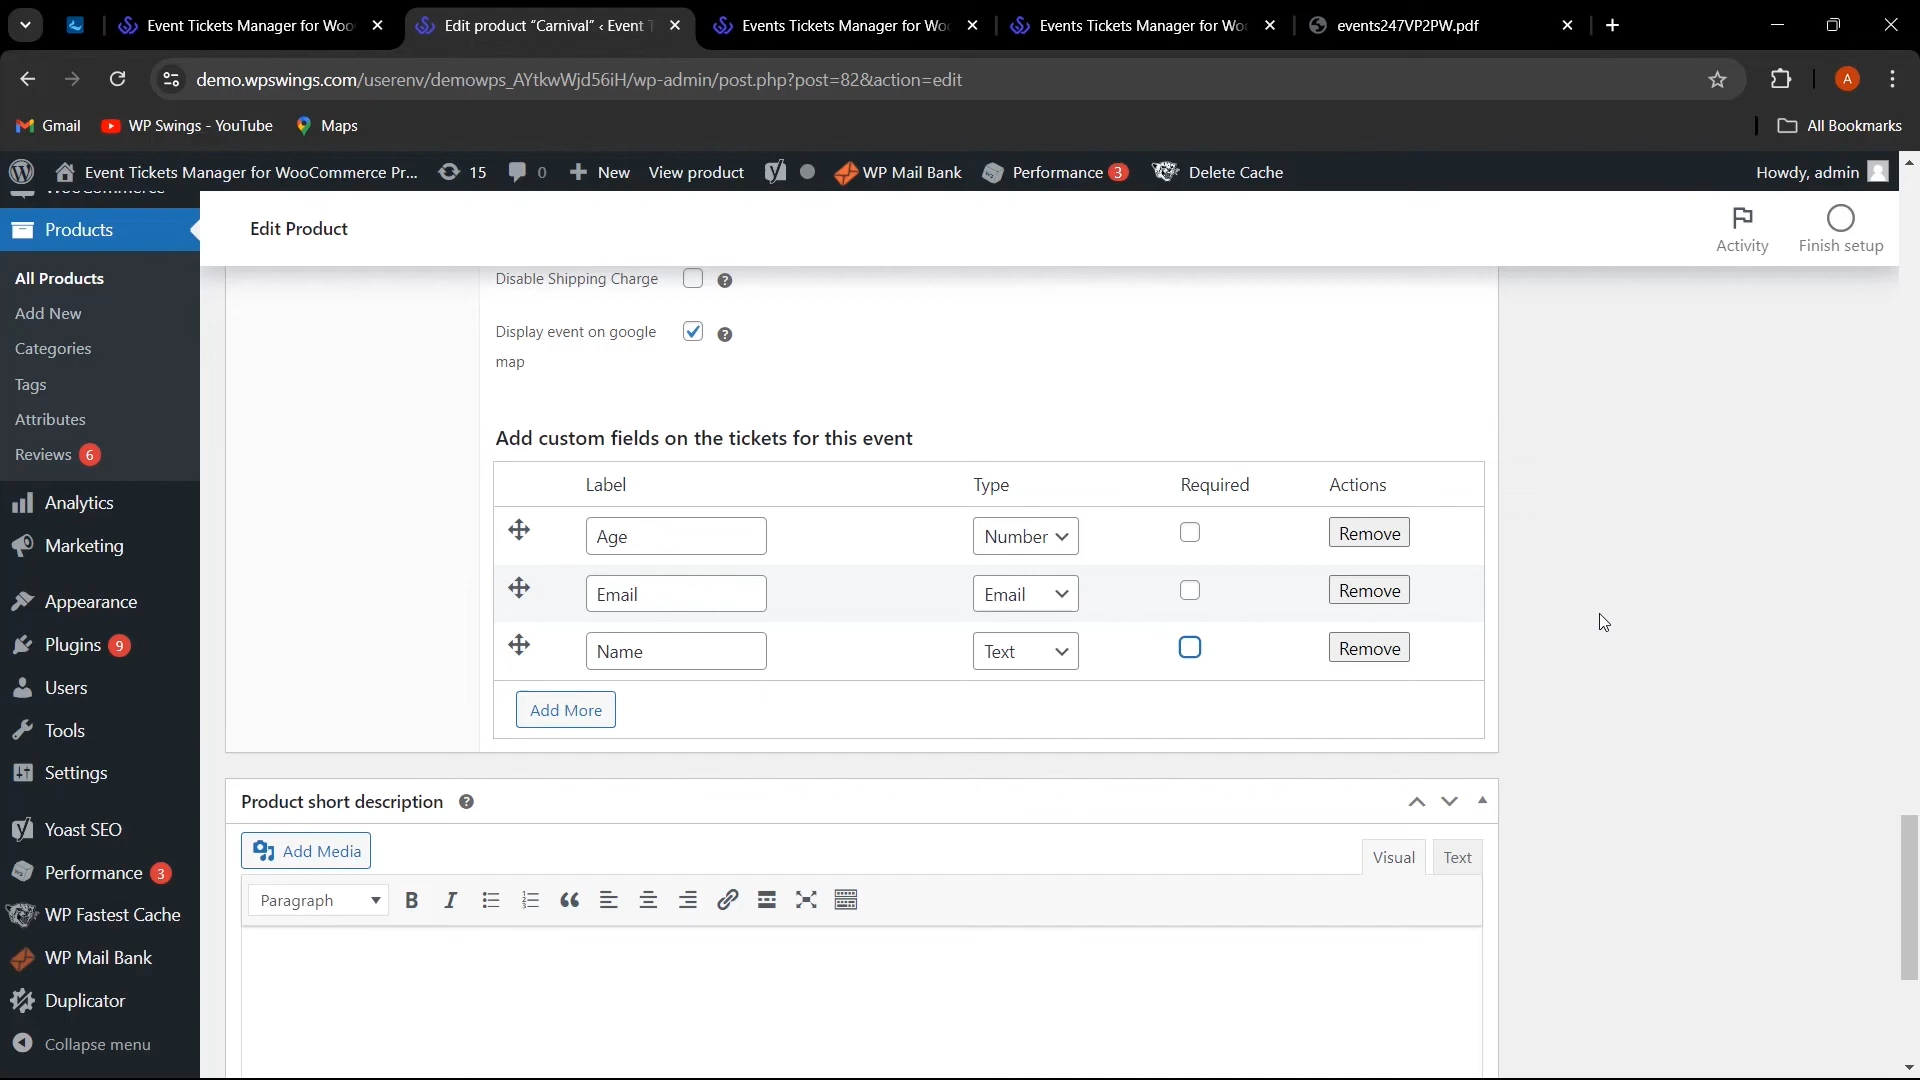 Event Tickets Manager for Woo
Edit product “Carnival” ‹ Event T
Events Tickets Manager for Wo
Events Tickets Manager for Wo
events247VP2PW.pdf
demo.wpswings.com/userenv/demowps_AYtkwWjd56iH/wp-admin/post.php?post=82&action=edit
A
Gmail
WP Swings - YouTube
Maps
All Bookmarks
Event Tickets Manager for WooCommerce Pr...
15
0
New
View product
WP Mail Bank
Performance 3
Delete Cache
Howdy, admin
WooCommerce
Products
All Products
Add New
Categories
Tags
Attributes
Reviews 6
Analytics
Marketing
Appearance
Plugins 9
Users
Tools
Settings
Yoast SEO
Performance 3
WP Fastest Cache
WP Mail Bank
Duplicator
Collapse menu
Edit Product
Activity
Finish setup
Disable Shipping Charge
Display event on google
map
Add custom fields on the tickets for this event
Label Type Required Actions
Age Number Remove
Email Email Remove
Name Text Remove
Add More
Product short description
Add Media
Visual Text
Paragraph